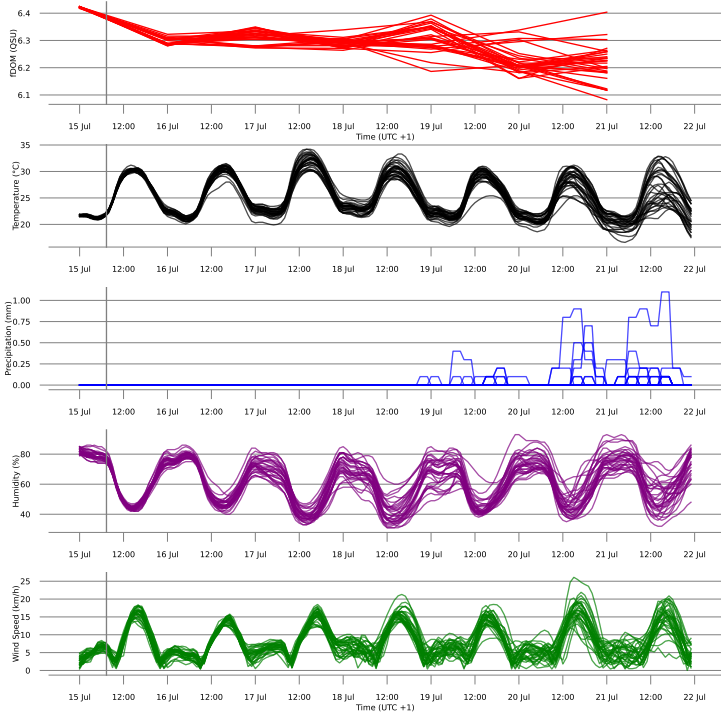 fDOM (QSU)
6.4
6.3
6.2
6.1
15 Jul 12:00 16 Jul 12:00 17 Jul 12:00 18 Jul 12:00 19 Jul 12:00 20 Jul 12:00 21 Jul 12:00 22 Jul
Time (UTC +1)
Temperature (°C)
35
30
25
20
15 Jul 12:00 16 Jul 12:00 17 Jul 12:00 18 Jul 12:00 19 Jul 12:00 20 Jul 12:00 21 Jul 12:00 22 Jul
Precipitation (mm)
1.00
0.75
0.50
0.25
0.00
15 Jul 12:00 16 Jul 12:00 17 Jul 12:00 18 Jul 12:00 19 Jul 12:00 20 Jul 12:00 21 Jul 12:00 22 Jul
Humidity (%)
80
60
40
15 Jul 12:00 16 Jul 12:00 17 Jul 12:00 18 Jul 12:00 19 Jul 12:00 20 Jul 12:00 21 Jul 12:00 22 Jul
Wind Speed (km/h)
25
20
15
10
5
0
15 Jul 12:00 16 Jul 12:00 17 Jul 12:00 18 Jul 12:00 19 Jul 12:00 20 Jul 12:00 21 Jul 12:00 22 Jul
Time (UTC +1)